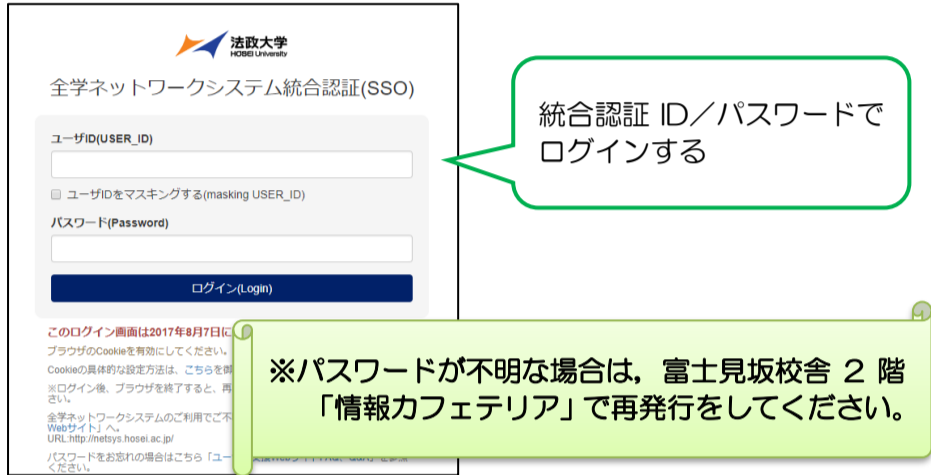 法政大学
HOSEI University
全学ネットワークシステム統合認証(SSO)
ユーザID(USER_ID)
ユーザIDをマスキングする(masking USER_ID)
パスワード(Password)
ログイン(Login)
このログイン画面は2017年8月7日に
ブラウザのCookieを有効にしてください。
Cookieの具体的な設定方法は、こちらを御
※ログイン後、ブラウザを終了すると、再
さい。
全学ネットワークシステムのご利用でご不
Webサイト」へ。
URL:http://netsys.hosei.ac.jp/
パスワードをお忘れの場合はこちら「ユー
ください。
統合認証 ID/パスワードで
ログインする
※パスワードが不明な場合は，富士見坂校舎 2 階
「情報カフェテリア」で再発行をしてください。